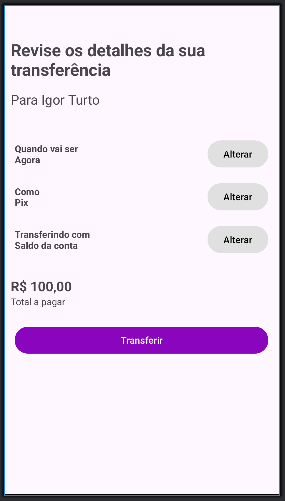 Revise os detalhes da sua
transferência
Para Igor Turto
Quando vai ser
Agora
Alterar
Como
Pix
Alterar
Transferindo com
Saldo da conta
Alterar
R$ 100,00
Total a pagar
Transferir